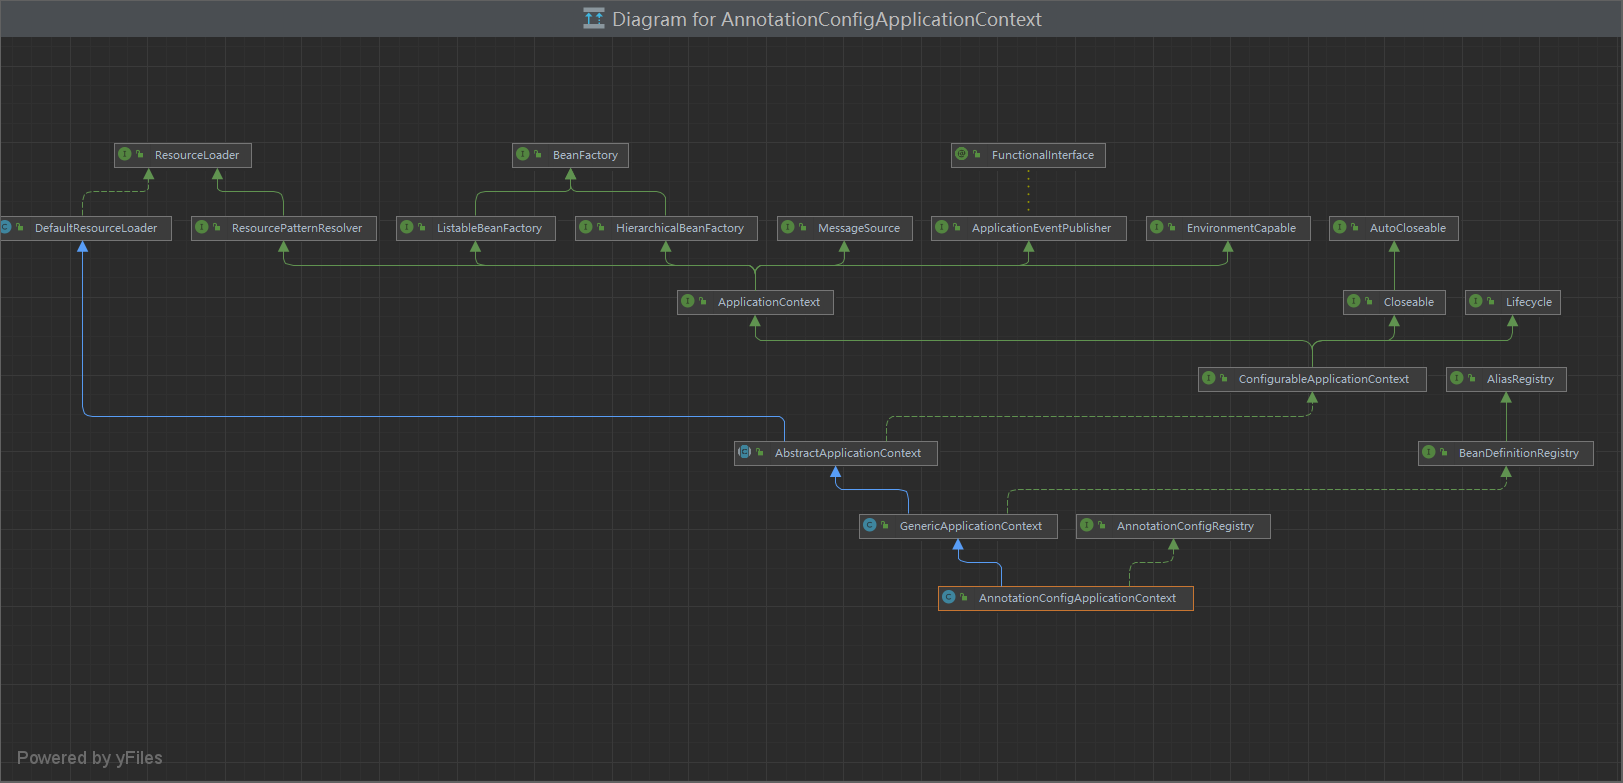 Diagram for AnnotationConfigApplicationContext
ResourceLoader
BeanFactory
FunctionalInterface
DefaultResourceLoader
ResourcePatternResolver
ListableBeanFactory
HierarchicalBeanFactory
MessageSource
ApplicationEventPublisher
EnvironmentCapable
AutoCloseable
ApplicationContext
Closeable
Lifecycle
ConfigurableApplicationContext
AliasRegistry
AbstractApplicationContext
BeanDefinitionRegistry
GenericApplicationContext
AnnotationConfigRegistry
AnnotationConfigApplicationContext
Powered by yFiles